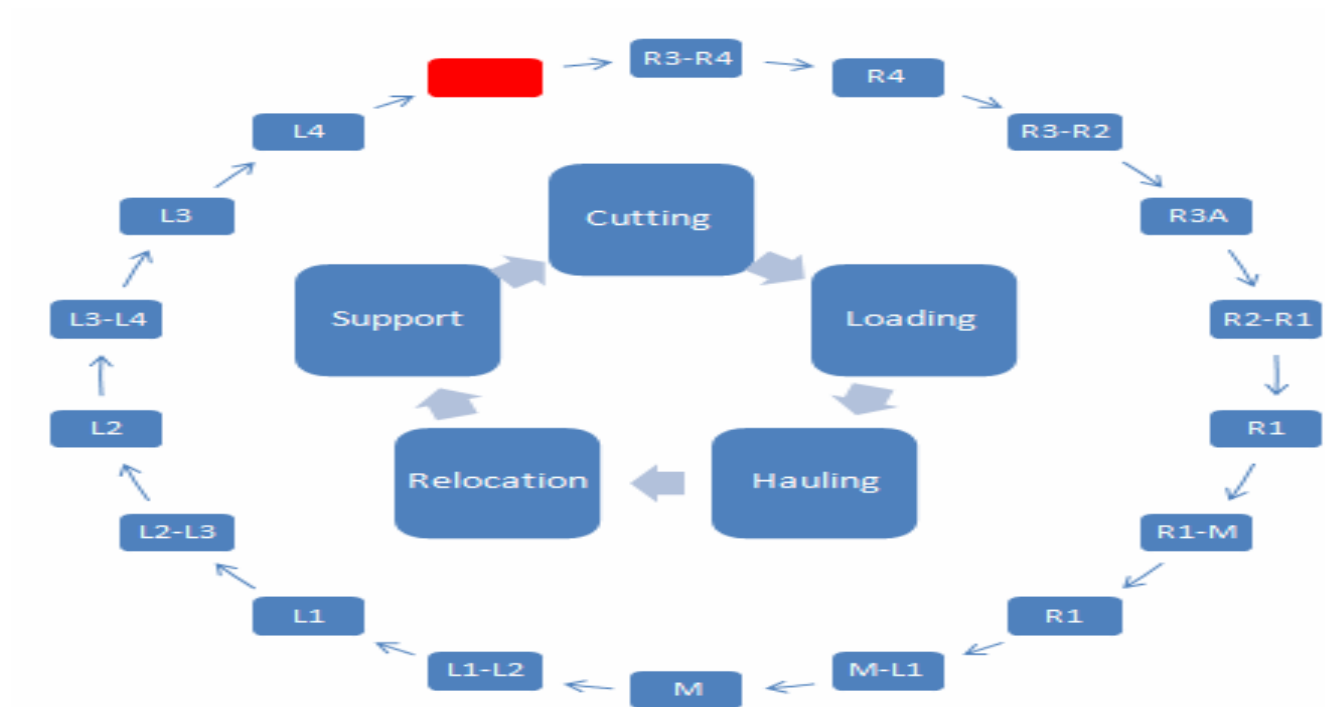 R3-R4
R4
R3-R2
R3A
R2-R1
R1
R1-M
R1
M-L1
M
L1-L2
L1
L2-L3
L2
L3-L4
L3
L4
Cutting
Loading
Hauling
Relocation
Support